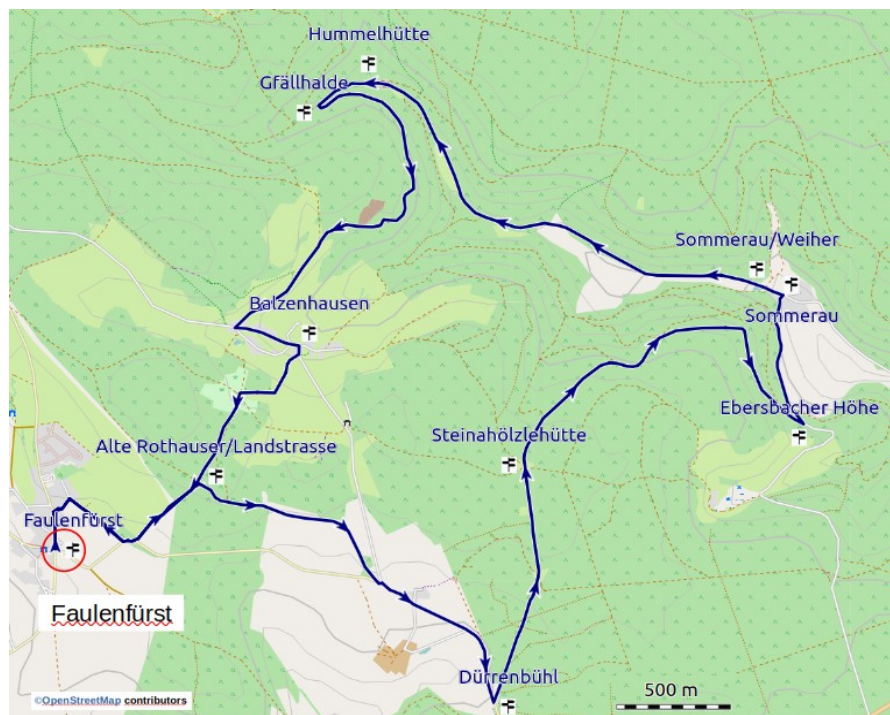 Hummelhütte
Gfällhalde
Sommerau/Weiher
Balzenhausen
Sommerau
Ebersbacher Höhe
Alte Rothauser/Landstrasse
Steinahölzlehütte
Faulenfürst
Faulenfürst
Dürrenbühl
500 m
©OpenStreetMap contributors